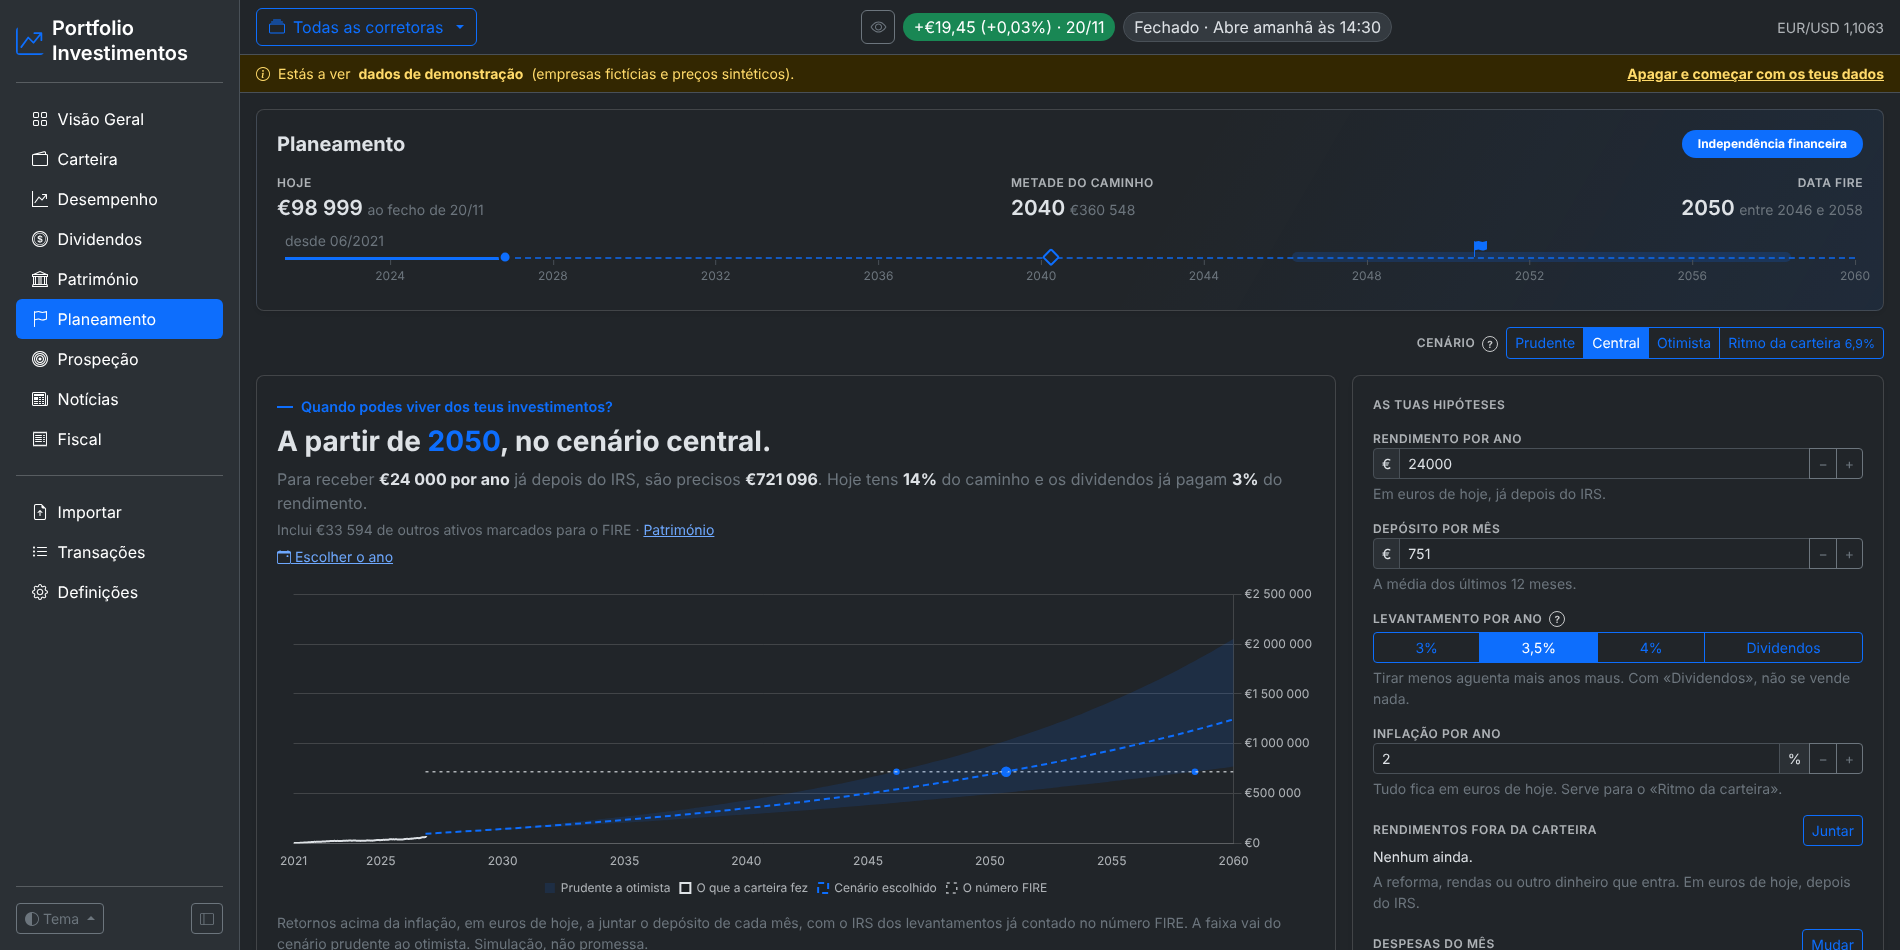 Portfolio
Investimentos
Todas as corretoras
+€19,45 (+0,03%) · 20/11
Fechado · Abre amanhã às 14:30
EUR/USD 1,1063
Estás a ver dados de demonstração (empresas fictícias e preços sintéticos).
Apagar e começar com os teus dados
Visão Geral
Carteira
Desempenho
Dividendos
Património
Planeamento
Prospeção
Notícias
Fiscal
Importar
Transações
Definições
Tema
Planeamento
Independência financeira
HOJE
€98 999 ao fecho de 20/11
METADE DO CAMINHO
2040 €360 548
DATA FIRE
2050 entre 2046 e 2058
desde 06/2021
2024 2028 2032 2036 2040 2044 2048 2052 2056 2060
CENÁRIO ?
Prudente Central Otimista Ritmo da carteira 6,9%
Quando podes viver dos teus investimentos?
A partir de 2050, no cenário central.
Para receber €24 000 por ano já depois do IRS, são precisos €721 096. Hoje tens 14% do caminho e os dividendos já pagam 3% do
rendimento.
Inclui €33 594 de outros ativos marcados para o FIRE · Património
Escolher o ano
€2 500 000
€2 000 000
€1 500 000
€1 000 000
€500 000
€0
2021 2025 2030 2035 2040 2045 2050 2055 2060
Prudente a otimista O que a carteira fez Cenário escolhido O número FIRE
Retornos acima da inflação, em euros de hoje, a juntar o depósito de cada mês, com o IRS dos levantamentos já contado no número FIRE. A faixa vai do
cenário prudente ao otimista. Simulação, não promessa.
AS TUAS HIPÓTESES
RENDIMENTO POR ANO
€ 24000 − +
Em euros de hoje, já depois do IRS.
DEPÓSITO POR MÊS
€ 751 − +
A média dos últimos 12 meses.
LEVANTAMENTO POR ANO ?
3% 3,5% 4% Dividendos
Tirar menos aguenta mais anos maus. Com «Dividendos», não se vende
nada.
INFLAÇÃO POR ANO
2 % − +
Tudo fica em euros de hoje. Serve para o «Ritmo da carteira».
RENDIMENTOS FORA DA CARTEIRA
Juntar
Nenhum ainda.
A reforma, rendas ou outro dinheiro que entra. Em euros de hoje, depois
do IRS.
DESPESAS DO MÊS
Mudar